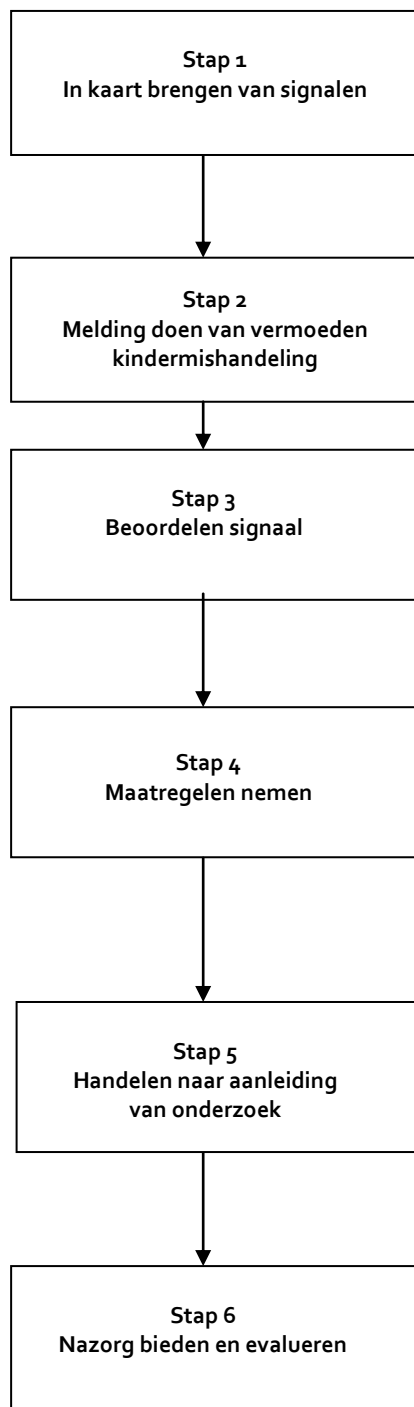 Stap 1
In kaart brengen van signalen
Stap 2
Melding doen van vermoeden
kindermishandeling
Stap 3
Beoordelen signaal
Stap 4
Maatregelen nemen
Stap 5
Handelen naar aanleiding
van onderzoek
Stap 6
Nazorg bieden en evalueren